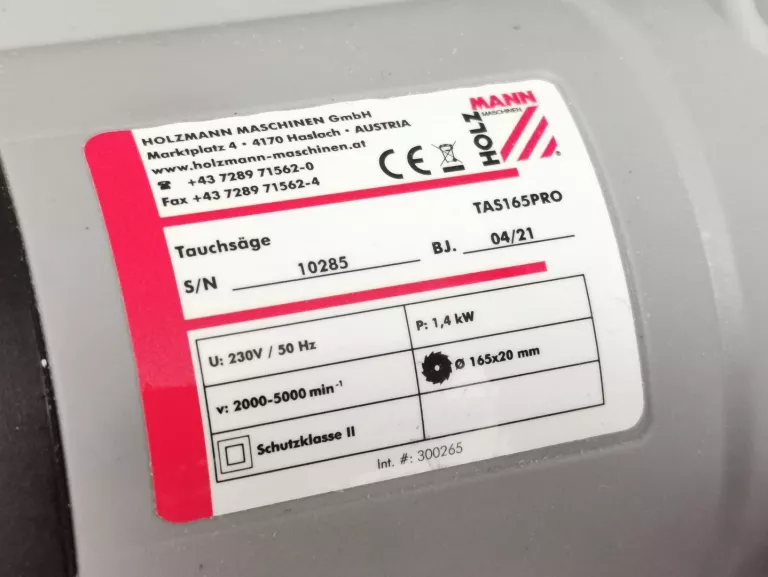 HOLZMANN MASCHINEN GmbH
Marktplatz 4 • 4170 Haslach • AUSTRIA
www.holzmann-maschinen.at
☎ +43 7289 71562-0
Fax +43 7289 71562-4
CE
HOLZ
MANN
MASCHINEN
®
Tauchsäge
TAS165PRO
S/N 10285
BJ. 04/21
U: 230V / 50 Hz
P: 1,4 kW
v: 2000-5000 min⁻¹
Ø 165x20 mm
Schutzklasse II
Int. #: 300265